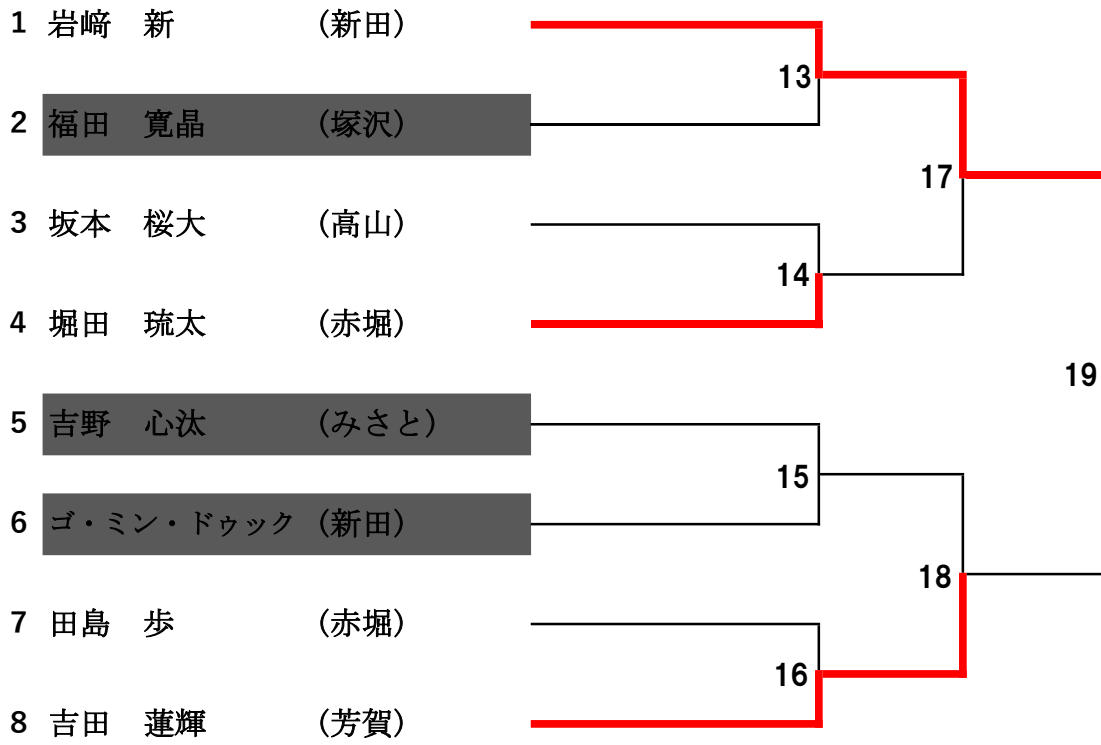 1 岩﨑 新 (新田)
13
2 福田 寛晶 (塚沢)
17
3 坂本 桜大 (高山)
14
4 堀田 琉太 (赤堀)
19
5 吉野 心汰 (みさと)
15
6 ゴ・ミン・ドゥック (新田)
18
7 田島 歩 (赤堀)
16
8 吉田 蓮輝 (芳賀)